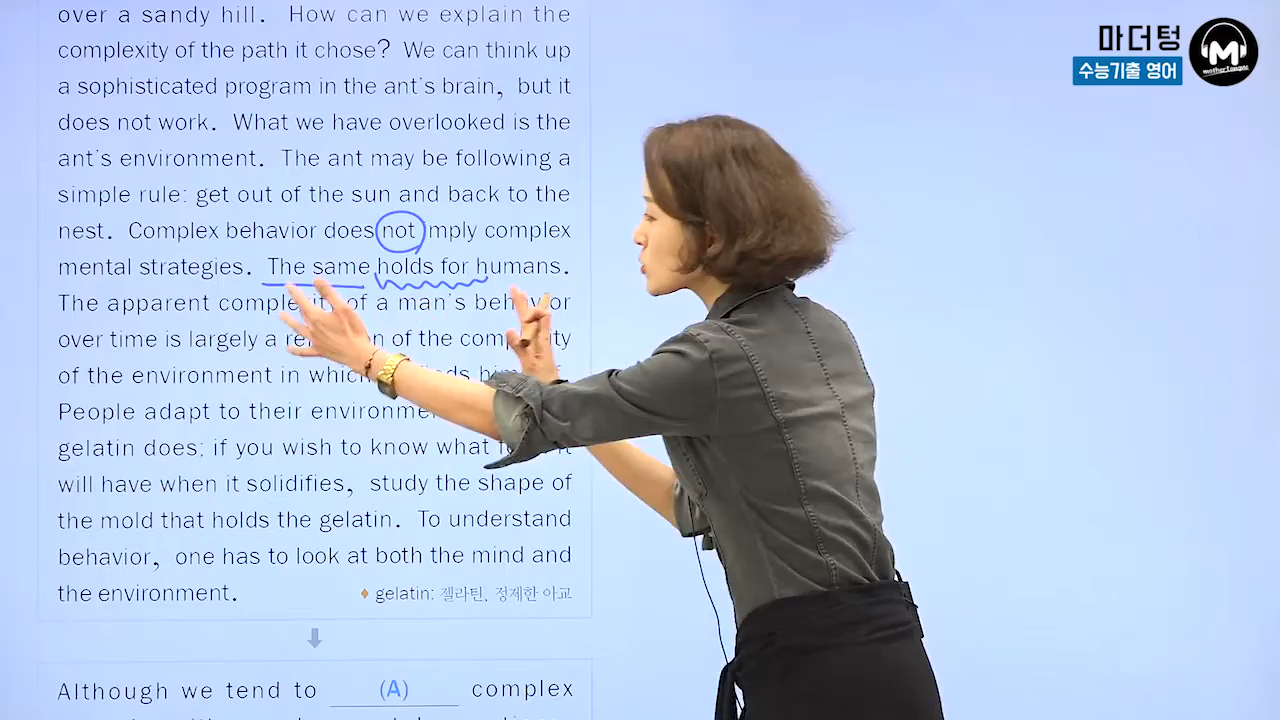 over a sandy hill. How can we explain the
complexity of the path it chose? We can think up
a sophisticated program in the ant's brain, but it
does not work. What we have overlooked is the
ant's environment. The ant may be following a
simple rule: get out of the sun and back to the
nest. Complex behavior does not imply complex
mental strategies. The same holds for humans.
The apparent complexity of a man's behavior
over time is largely a of the complexity
of the environment in which
People adapt to their
gelatin does: if you wish to know what
will have when it solidifies, study the shape of
the mold that holds the gelatin. To understand
behavior, one has to look at both the mind and
the environment.
♦ gelatin: 젤라틴, 정제한 아교
Although we tend to (A) complex
마더텅
수능기출 영어
M
mothertongue